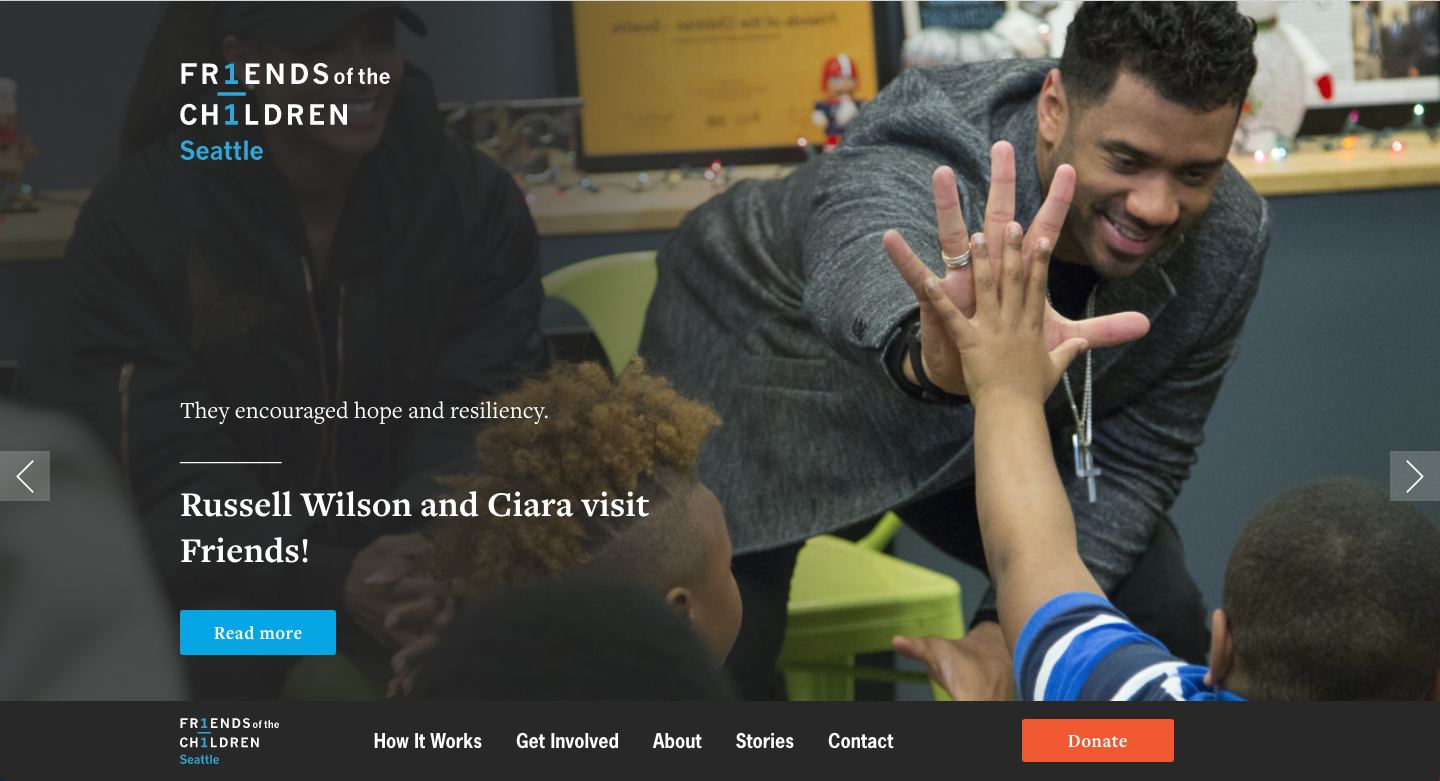 FR1ENDS of the
CH1LDREN
Seattle
They encouraged hope and resiliency.
Russell Wilson and Ciara visit
Friends!
Read more
FR1ENDS of the
CH1LDREN
Seattle
How It Works Get Involved About Stories Contact Donate